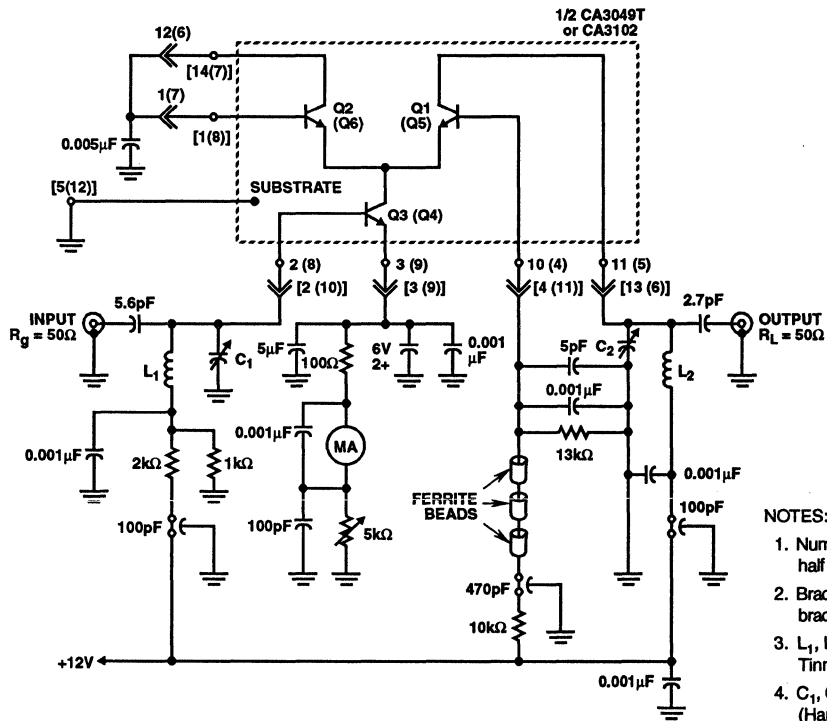 1/2 CA3049T
or CA3102
12(6)
[14(7)]
1(7)
[1(8)]
0.005µF
Q2
(Q6)
Q1
(Q5)
[5(12)]
SUBSTRATE
Q3 (Q4)
2 (8)
3 (9)
10 (4)
11 (5)
[2 (10)]
[3 (9)]
[4 (11)]
[13 (6)]
INPUT
Rg = 50Ω
5.6pF
L1
C1
5µF
100Ω
6V
2+
0.001
µF
5pF
C2
2.7pF
OUTPUT
RL = 50Ω
L2
0.001µF
0.001µF
2kΩ
1kΩ
0.001µF
MA
13kΩ
0.001µF
FERRITE
BEADS
100pF
100pF
5kΩ
470pF
100pF
10kΩ
+12V
0.001µF
NOTES:
1. Num
half
2. Brac
brac
3. L1, L
Tinn
4. C1, C
(Har